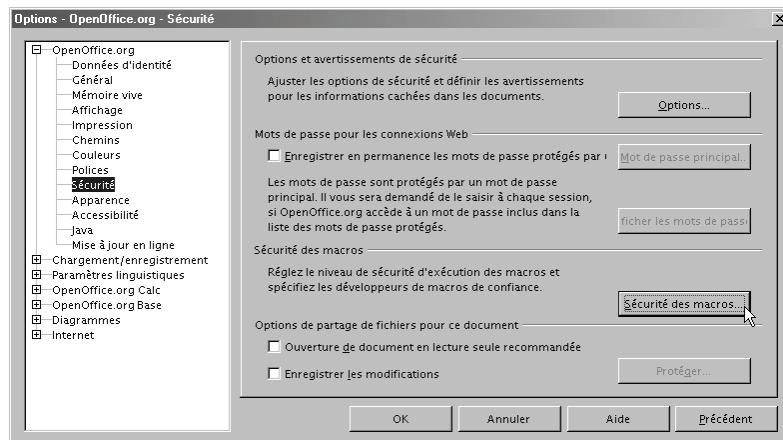 Options - OpenOffice.org - Sécurité
OpenOffice.org
Données d'identité
Général
Mémoire vive
Affichage
Impression
Chemins
Couleurs
Polices
Sécurité
Apparence
Accessibilité
Java
Mise à jour en ligne
Chargement/enregistrement
Paramètres linguistiques
OpenOffice.org Calc
OpenOffice.org Base
Diagrammes
Internet
Options et avertissements de sécurité
Ajuster les options de sécurité et définir les avertissements
pour les informations cachées dans les documents.
Options...
Mots de passe pour les connexions Web
Enregistrer en permanence les mots de passe protégés par
Mot de passe principal..
Les mots de passe sont protégés par un mot de passe
principal. Il vous sera demandé de le saisir à chaque session,
si OpenOffice.org accède à un mot de passe inclus dans la
liste des mots de passe protégés.
ficher les mots de pass
Sécurité des macros
Réglez le niveau de sécurité d'exécution des macros et
spécifiez les développeurs de macros de confiance.
Sécurité des macros...
Options de partage de fichiers pour ce document
Ouverture de document en lecture seule recommandée
Enregistrer les modifications
Protéger...
OK
Annuler
Aide
Précédent